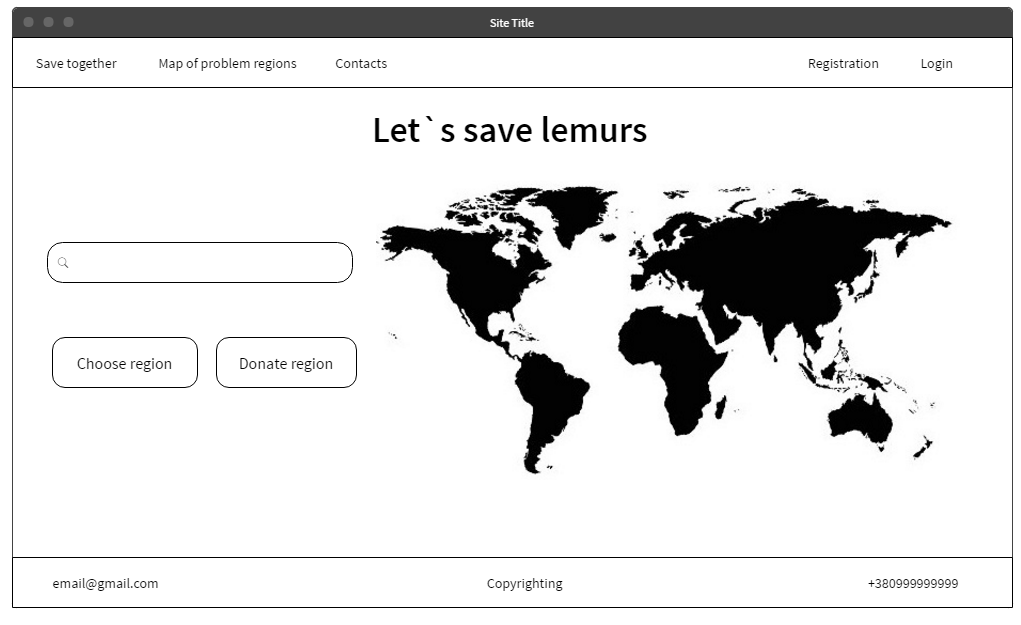 Site Title
Save together Map of problem regions Contacts Registration Login
Let`s save lemurs
Choose region Donate region
email@gmail.com Copyrighting +380999999999